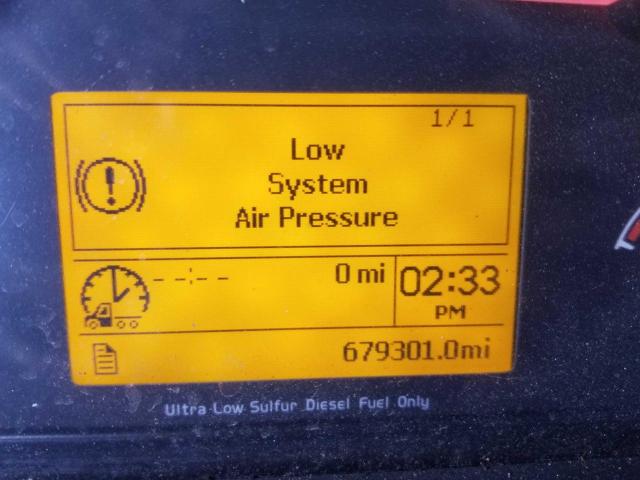 1/1
Low
System
Air Pressure
--:-- 0 mi 02:33
PM
679301.0mi
Ultra Low Sulfur Diesel Fuel Only